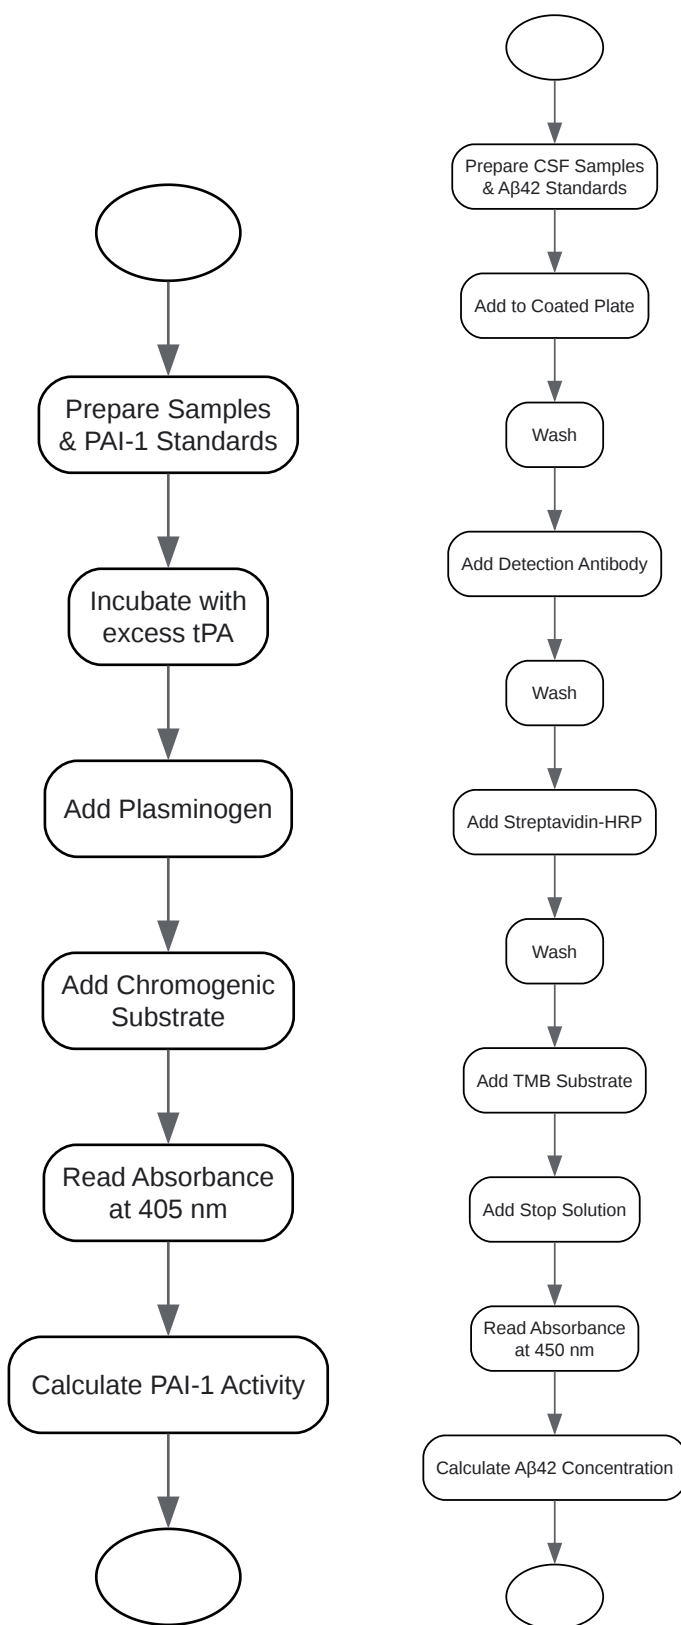 Prepare Samples
& PAI-1 Standards
Incubate with
excess tPA
Add Plasminogen
Add Chromogenic
Substrate
Read Absorbance
at 405 nm
Calculate PAI-1 Activity
Prepare CSF Samples
& Aβ42 Standards
Add to Coated Plate
Wash
Add Detection Antibody
Wash
Add Streptavidin-HRP
Wash
Add TMB Substrate
Add Stop Solution
Read Absorbance
at 450 nm
Calculate Aβ42 Concentration